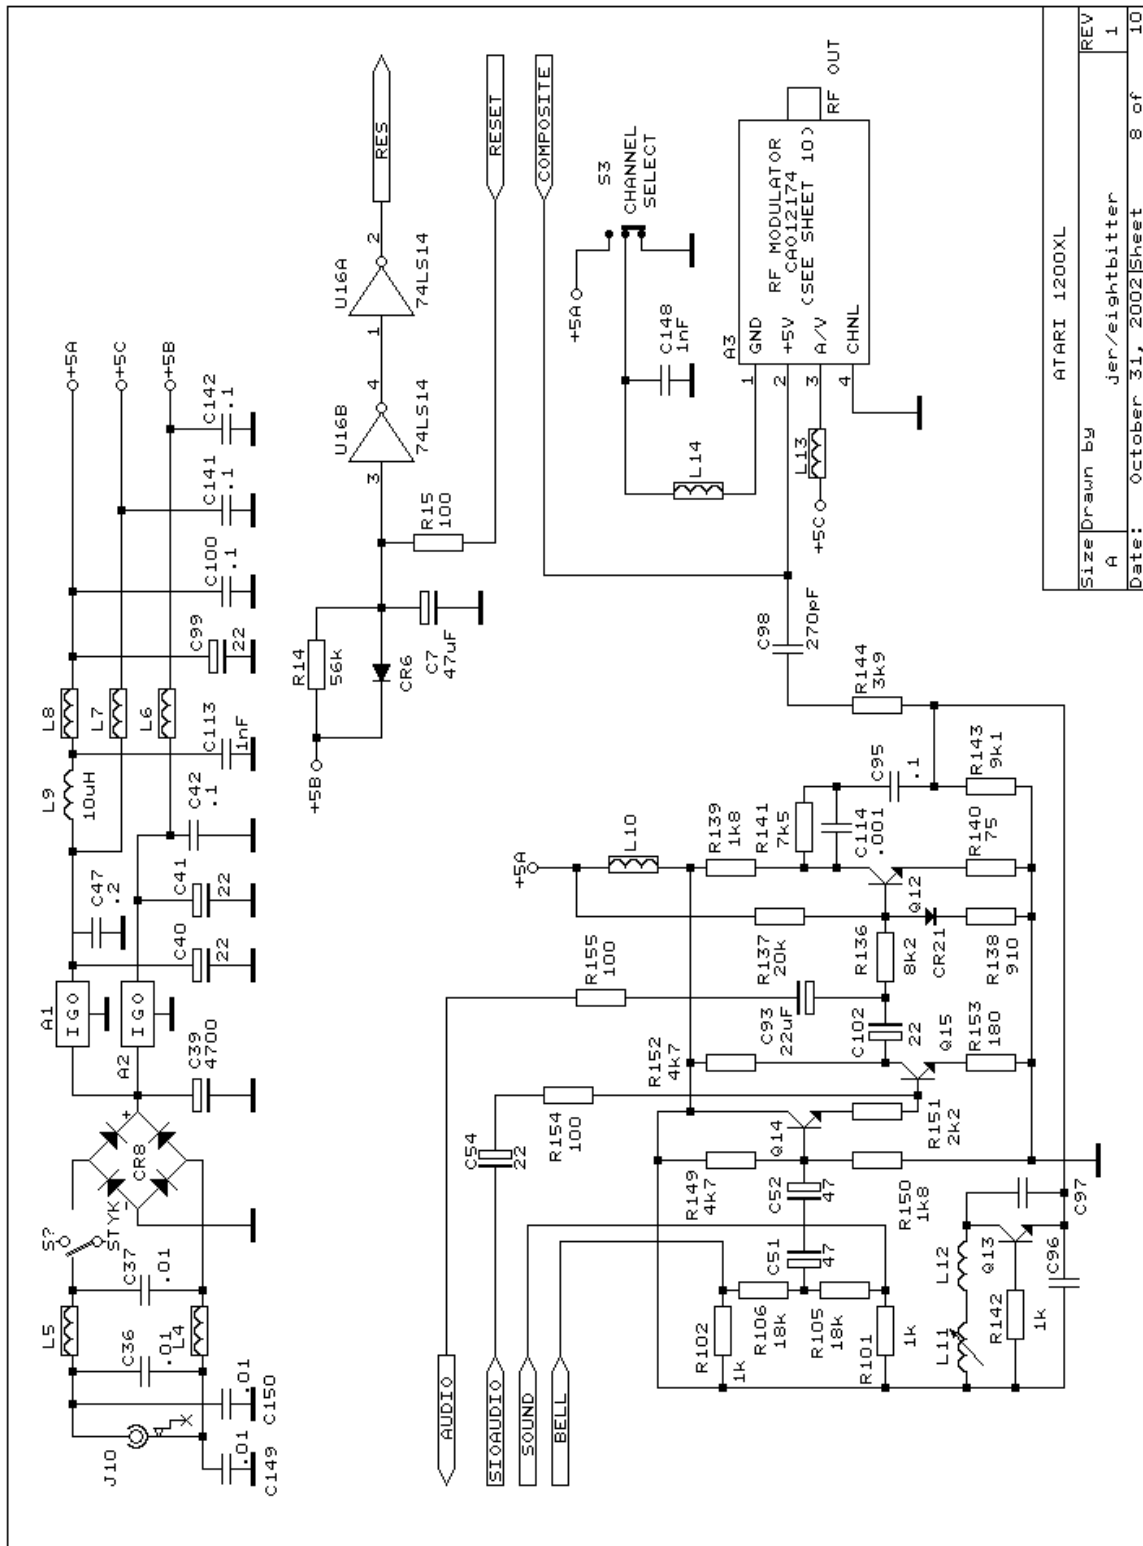 J10
C149
.01
C150
.01
L5
C36
.01
C37
.01
L4
S?
STYK
CR8
+
-
A1
IGO
A2
IGO
C39
4700
C40
22
C47
.2
C41
22
C42
.1
L9
10uH
C113
1nF
L8
L7
L6
C99
22
C100
.1
C141
.1
C142
.1
+5A
+5C
+5B
+5B
R14
56k
CR6
C7
47uF
R15
100
3
U16B
4
74LS14
1
U16A
2
74LS14
RES
RESET
COMPOSITE
AUDIO
SIOAUDIO
SOUND
BELL
C54
22
R154
100
R155
100
R102
1k
R106
18k
R105
18k
R101
1k
C51
47
C52
47
R149
4k7
R150
1k8
Q14
R151
2k2
R152
4k7
Q15
R153
180
C102
22
C93
22uF
R137
20k
R136
8k2
CR21
R138
910
+5A
L10
R139
1k8
R141
7k5
Q12
C114
.001
R140
75
C95
.1
R143
9k1
R144
3k9
C98
270pF
L11
L12
R142
1k
Q13
C97
C96
+5A
S3
CHANNEL
SELECT
C148
1nF
L14
+5C
L13
A3
1
GND
2
+5V
3
A/V
4
CHNL
RF MODULATOR
CA012174
(SEE SHEET 10)
RF OUT
ATARI 1200XL
Size
A
Drawn by
jer/eightbitter
REV
1
Date:
October 31, 2002
Sheet
8 of
10